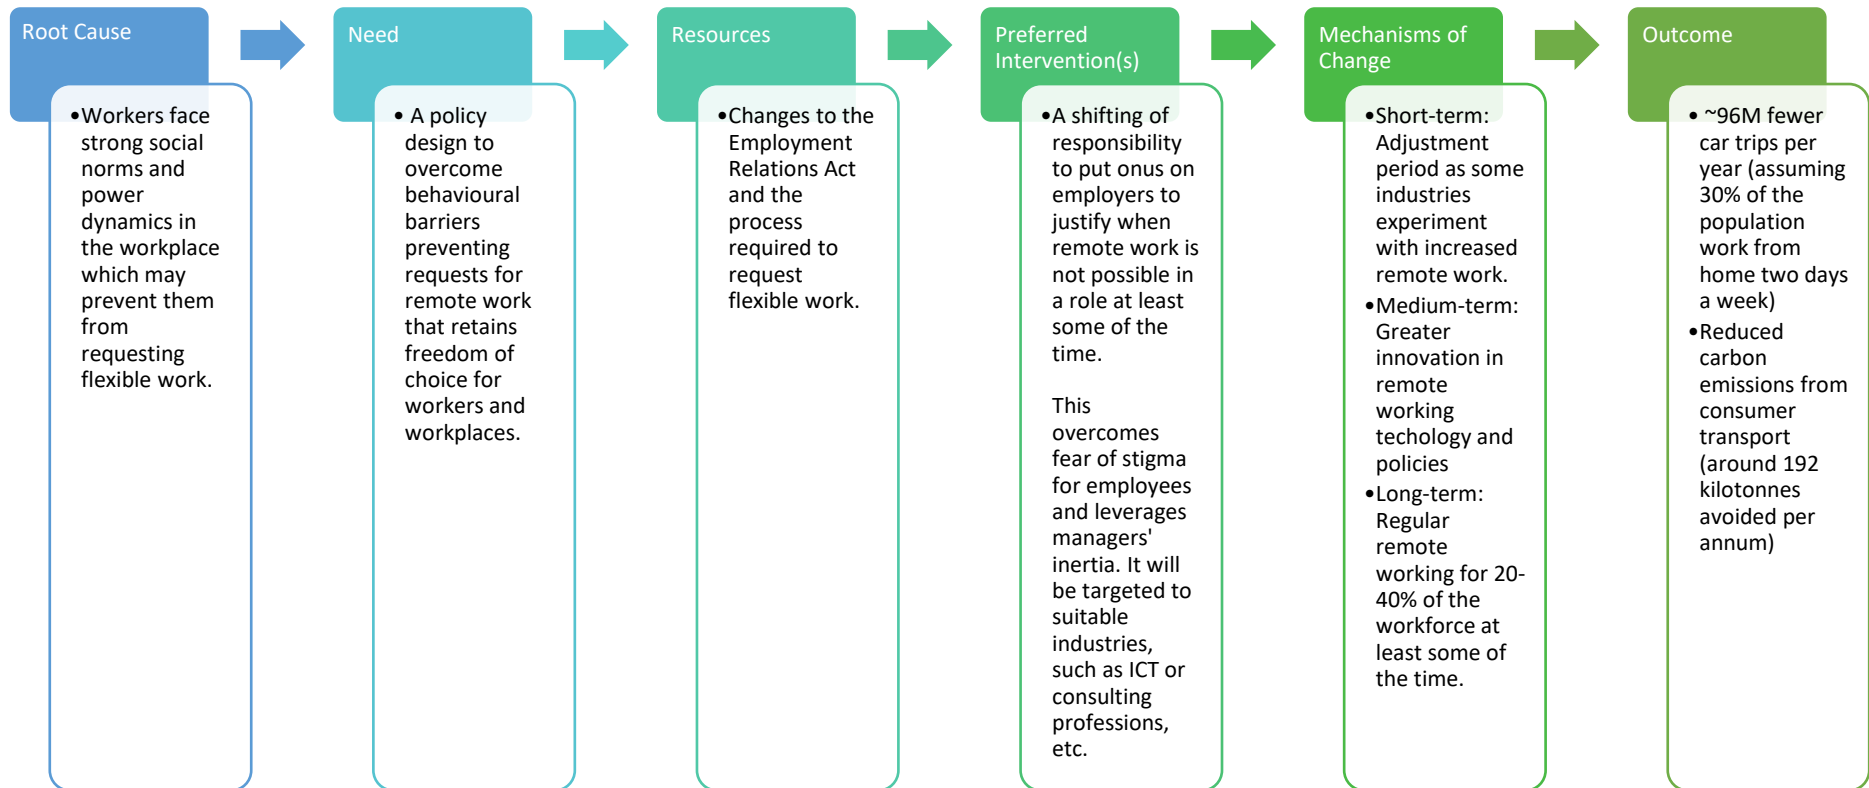 Root Cause
•Workers face
strong social
norms and
power
dynamics in
the workplace
which may
prevent them
from
requesting
flexible work.
Need
• A policy
design to
overcome
behavioural
barriers
preventing
requests for
remote work
that retains
freedom of
choice for
workers and
workplaces.
Resources
•Changes to the
Employment
Relations Act
and the
process
required to
request
flexible work.
Preferred
Intervention(s)
•A shifting of
responsibility
to put onus on
employers to
justify when
remote work is
not possible in
a role at least
some of the
time.
This
overcomes
fear of stigma
for employees
and leverages
managers'
inertia. It will
be targeted to
suitable
industries,
such as ICT or
consulting
professions,
etc.
Mechanisms of
Change
•Short-term:
Adjustment
period as some
industries
experiment
with increased
remote work.
•Medium-term:
Greater
innovation in
remote
working
techology and
policies
•Long-term:
Regular
remote
working for 20-
40% of the
workforce at
least some of
the time.
Outcome
• ~96M fewer
car trips per
year (assuming
30% of the
population
work from
home two days
a week)
•Reduced
carbon
emissions from
consumer
transport
(around 192
kilotonnes
avoided per
annum)